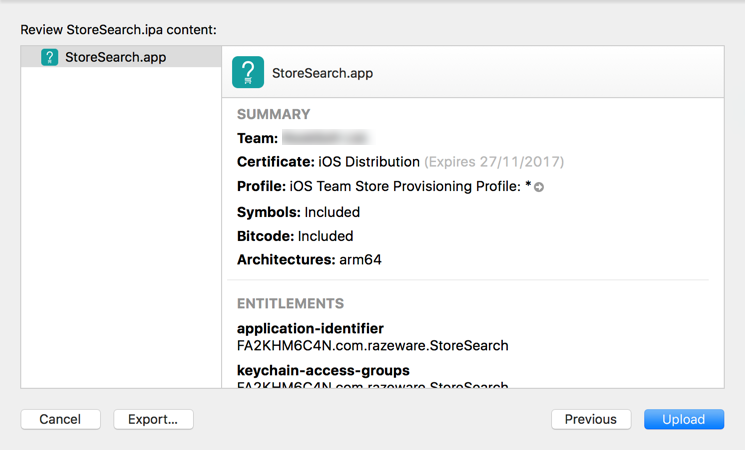 Review StoreSearch.ipa content:
StoreSearch.app
StoreSearch.app
SUMMARY
Team:
Certificate: iOS Distribution (Expires 27/11/2017)
Profile: iOS Team Store Provisioning Profile: *
Symbols: Included
Bitcode: Included
Architectures: arm64
ENTITLEMENTS
application-identifier
FA2KHM6C4N.com.razeware.StoreSearch
keychain-access-groups
FA2KHM6C4N.com.razeware.StoreSearch
Cancel
Export...
Previous
Upload